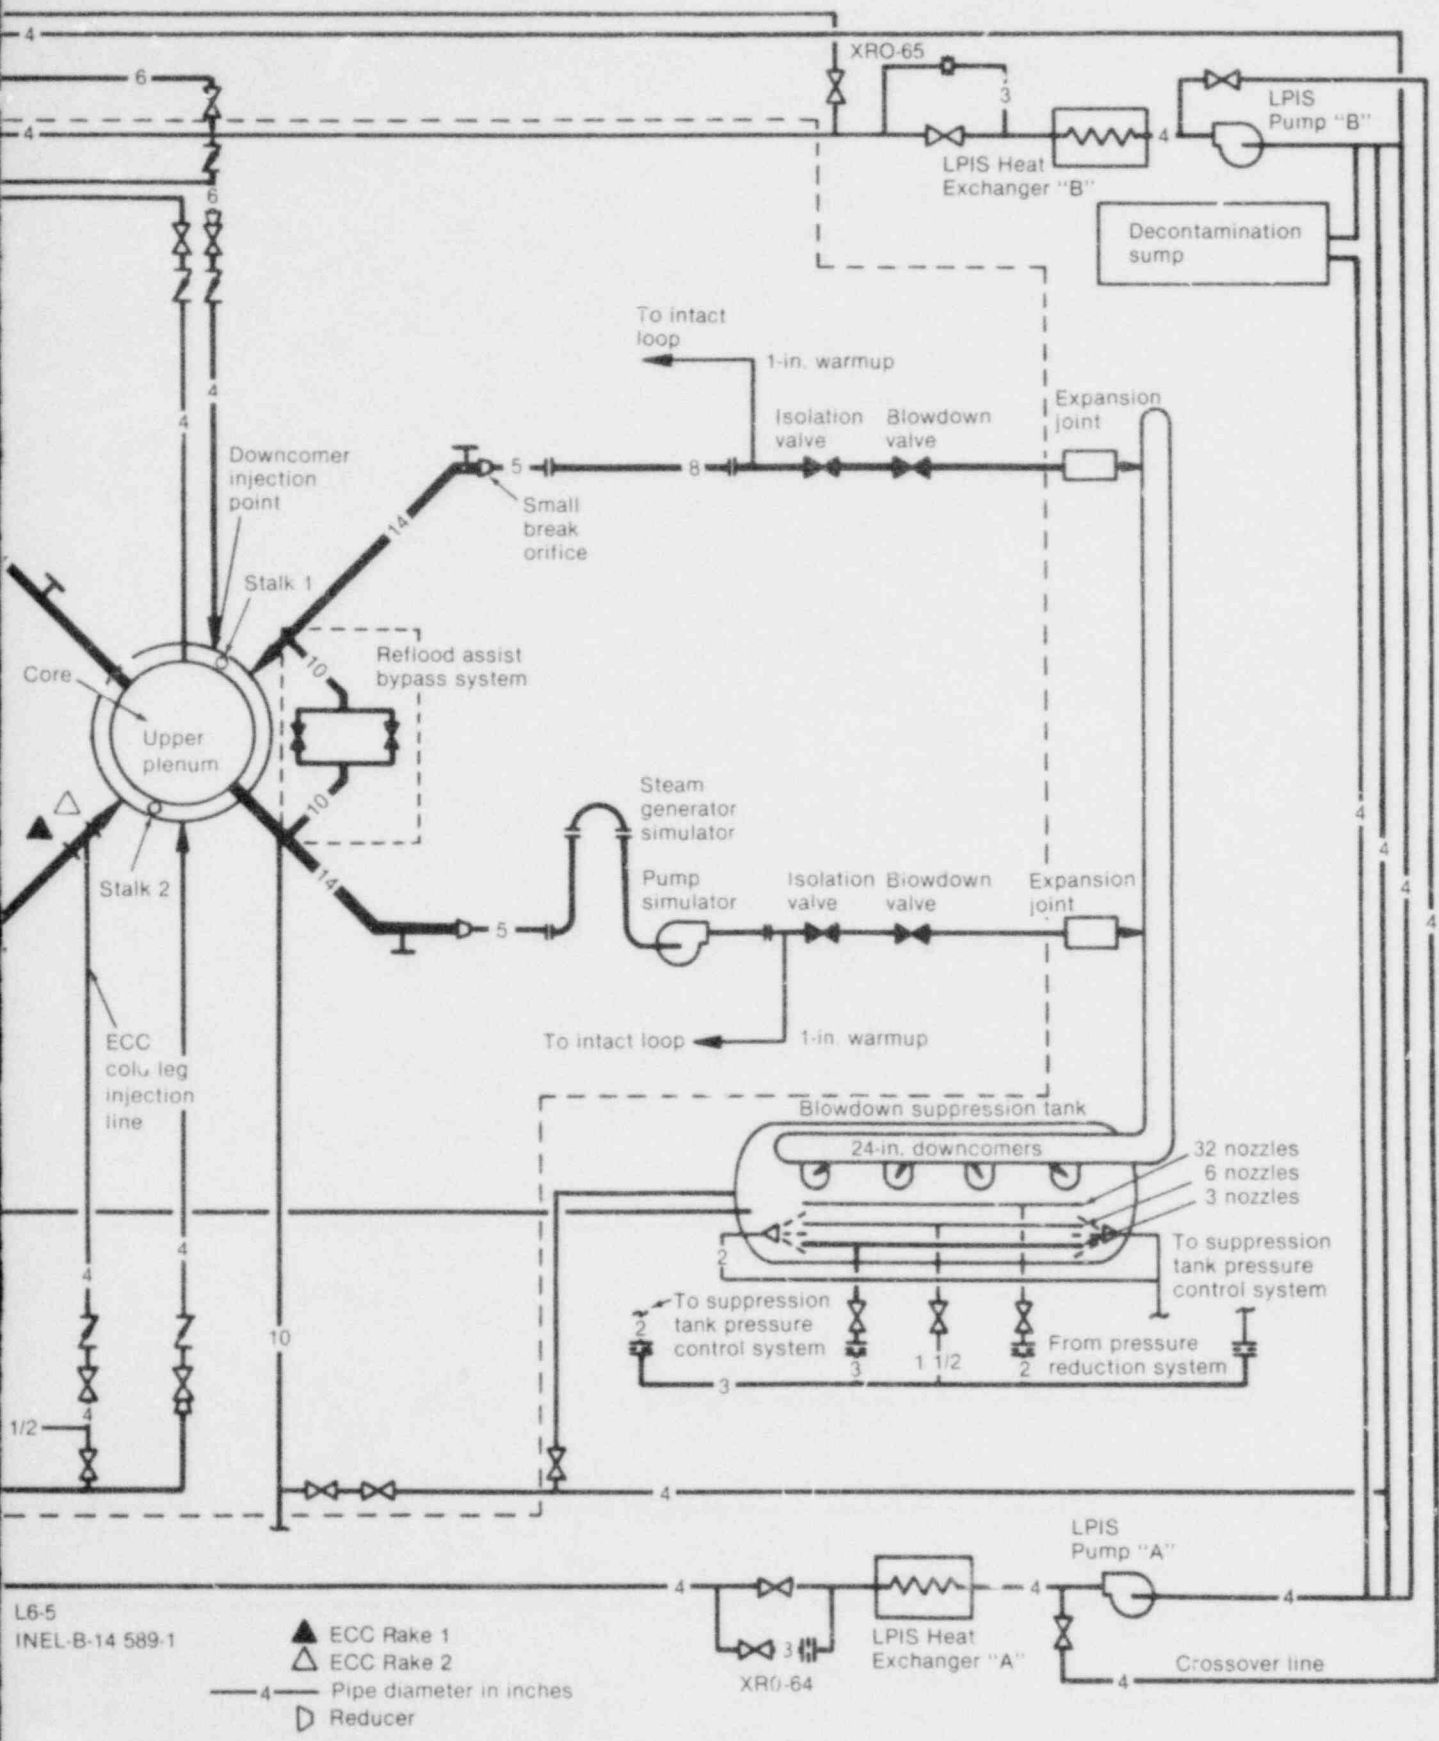 4
XRO-65
6
3
LPIS
Pump "B"
4
4
LPIS Heat
Exchanger "B"
6
Decontamination
sump
To intact
loop
1-in. warmup
Expansion
joint
4
4
Isolation
valve
Blowdown
valve
Downcomer
injection
point
5
8
Small
break
orifice
14
Stalk 1
10
Reflood assist
bypass system
Core
Upper
plenum
10
Steam
generator
simulator
4
4
4
4
Stalk 2
14
Pump
simulator
Isolation
valve
Blowdown
valve
Expansion
joint
5
ECC
cold leg
injection
line
To intact loop
1-in. warmup
Blowdown suppression tank
24-in. downcomers
32 nozzles
6 nozzles
3 nozzles
4
4
2
To suppression
tank pressure
control system
2
To suppression
tank pressure
control system
10
3
1 1/2
2
From pressure
reduction system
3
4
1/2
4
LPIS
Pump "A"
4
4
4
L6-5
INEL-B-14 589-1
ECC Rake 1
ECC Rake 2
4 Pipe diameter in inches
Reducer
3
XRO-64
LPIS Heat
Exchanger "A"
Crossover line
4